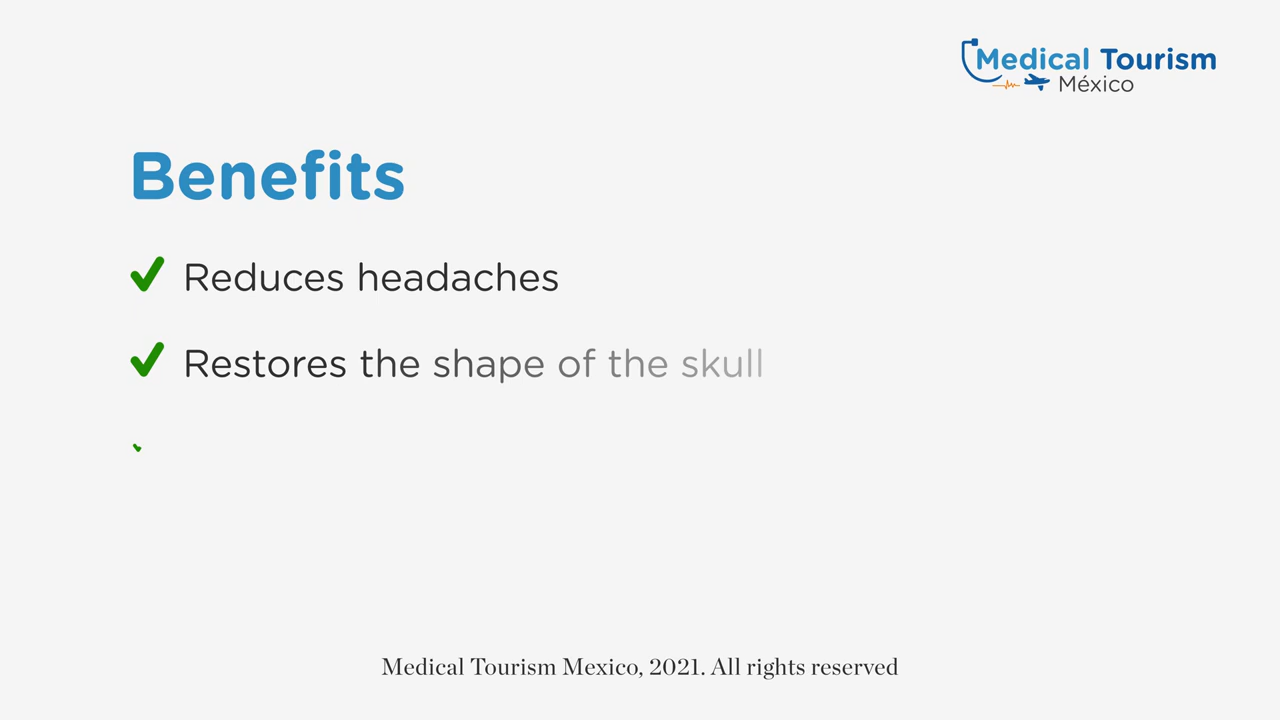 Medical Tourism
México
Benefits
Reduces headaches
Restores the shape of the skull
Medical Tourism Mexico, 2021. All rights reserved